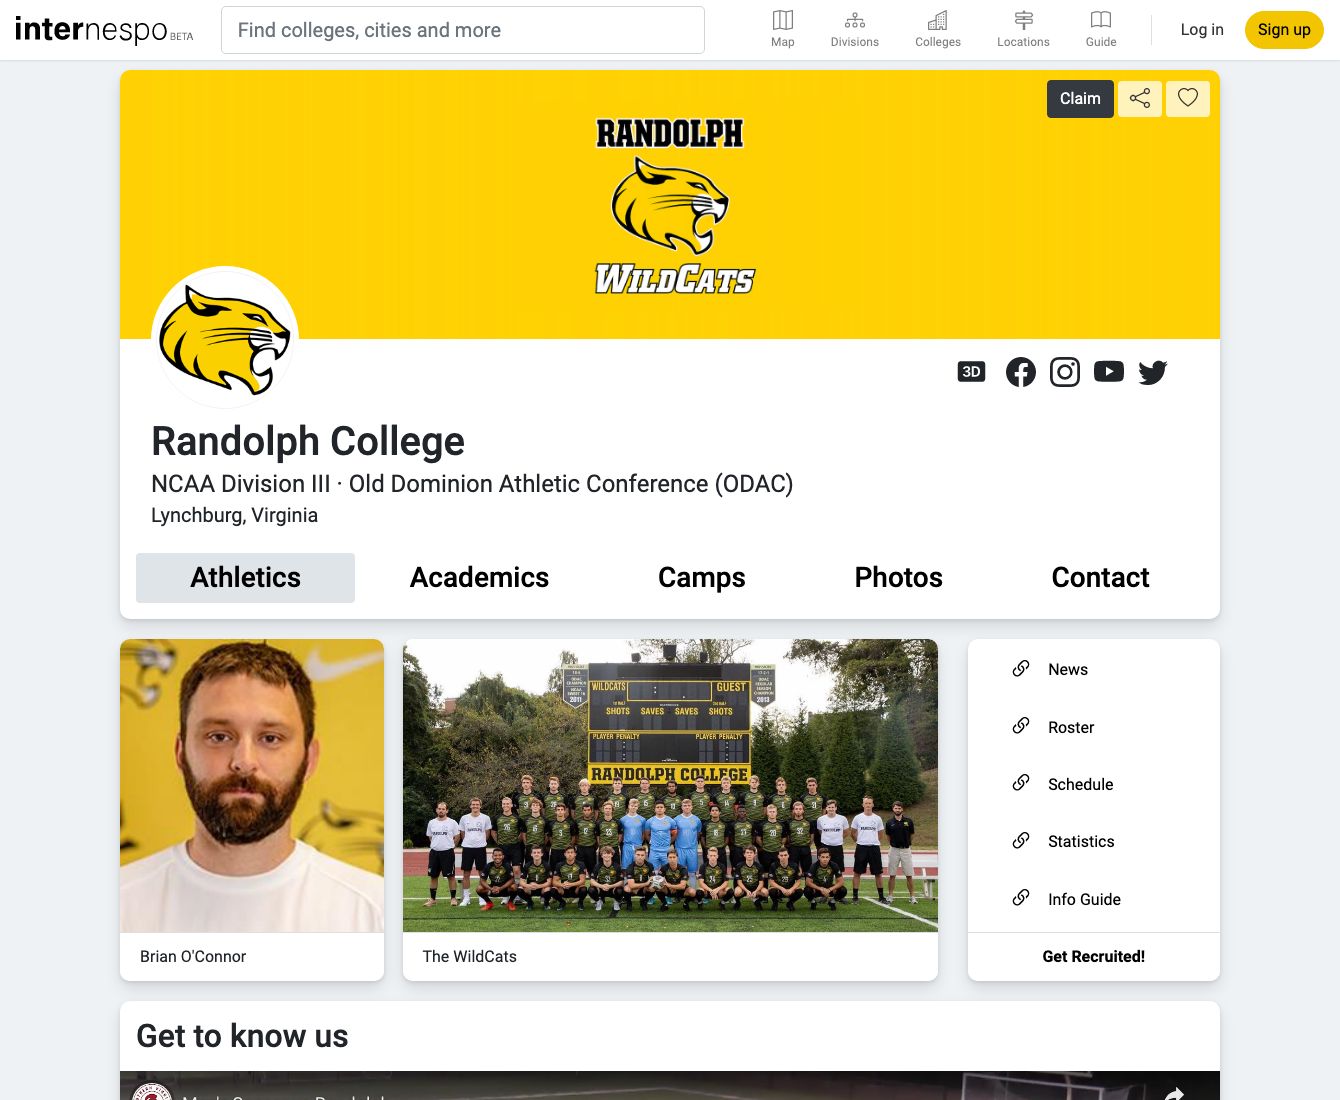 internespo BETA
Find colleges, cities and more
Map
Divisions
Colleges
Locations
Guide
Log in
Sign up
Claim
RANDOLPH
WILDCATS
3D
Randolph College
NCAA Division III · Old Dominion Athletic Conference (ODAC)
Lynchburg, Virginia
Athletics
Academics
Camps
Photos
Contact
WILDCATS GUEST
SHOTS SAVES SAVES SHOTS
PLAYER PENALTY PLAYER PENALTY
RANDOLPH COLLEGE
2011
2013
Brian O'Connor
The WildCats
News
Roster
Schedule
Statistics
Info Guide
Get Recruited!
Get to know us